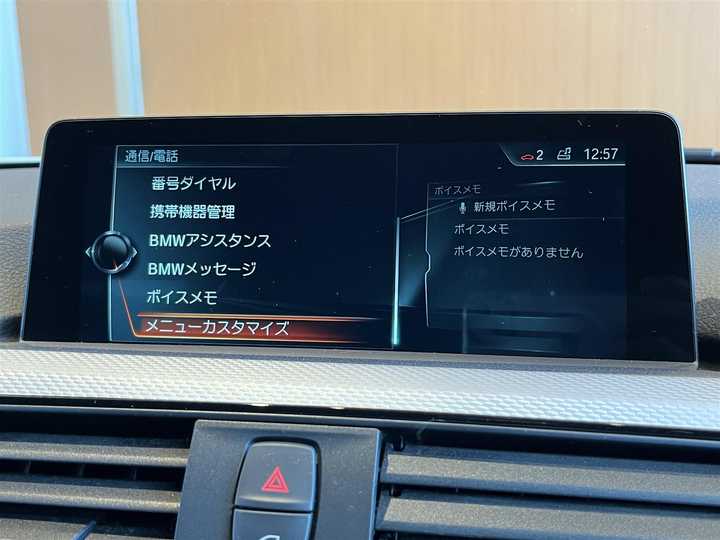 通信/電話
2
12:57
番号ダイヤル
携帯機器管理
BMWアシスタンス
BMWメッセージ
ボイスメモ
メニューカスタマイズ
ボイスメモ
新規ボイスメモ
ボイスメモ
ボイスメモがありません